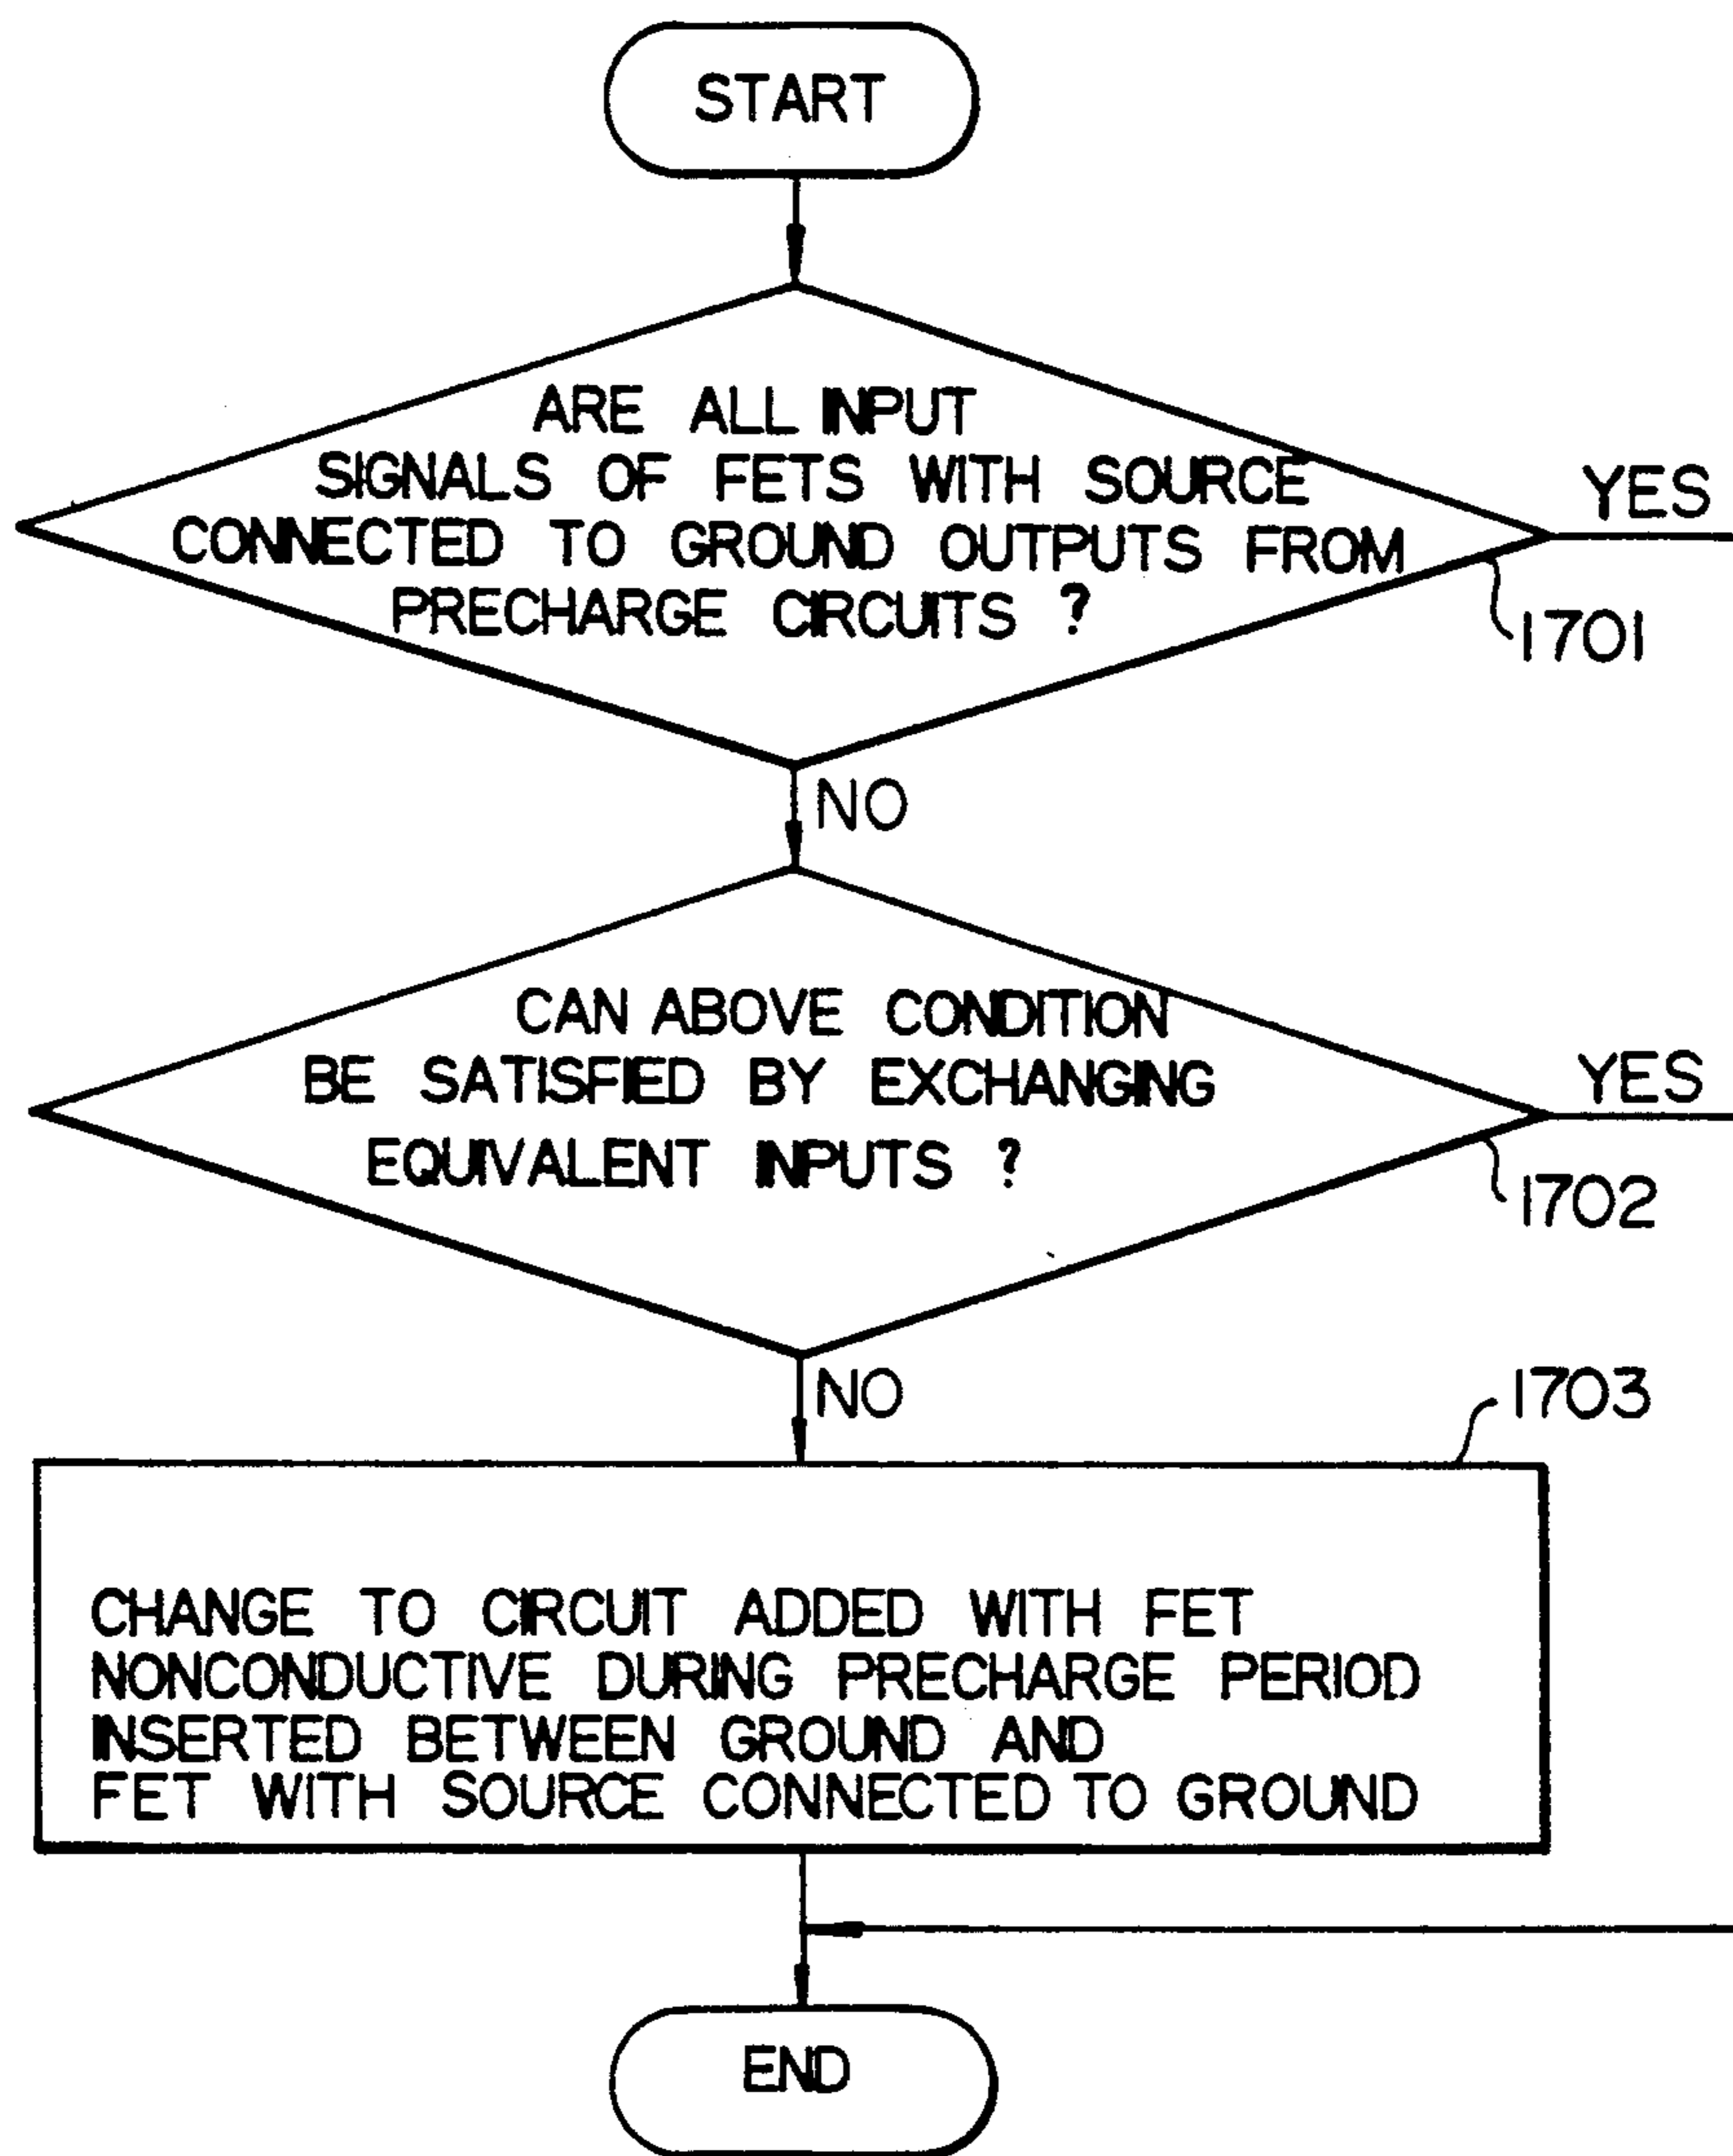 START
ARE ALL INPUT
SIGNALS OF FETS WITH SOURCE
CONNECTED TO GROUND OUTPUTS FROM
PRECHARGE CIRCUITS ?
YES
1701
NO
CAN ABOVE CONDITION
BE SATISFIED BY EXCHANGING
EQUIVALENT INPUTS ?
YES
1702
NO
1703
CHANGE TO CIRCUIT ADDED WITH FET
NONCONDUCTIVE DURING PRECHARGE PERIOD
INSERTED BETWEEN GROUND AND
FET WITH SOURCE CONNECTED TO GROUND
END